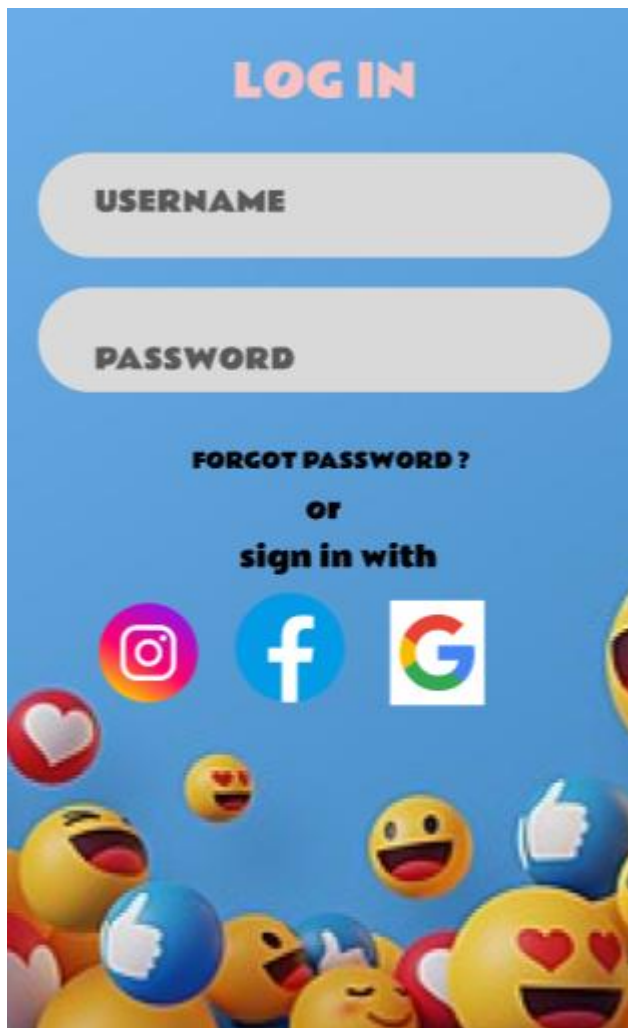 LOG IN
USERNAME
PASSWORD
FORGOT PASSWORD ?
or
sign in with